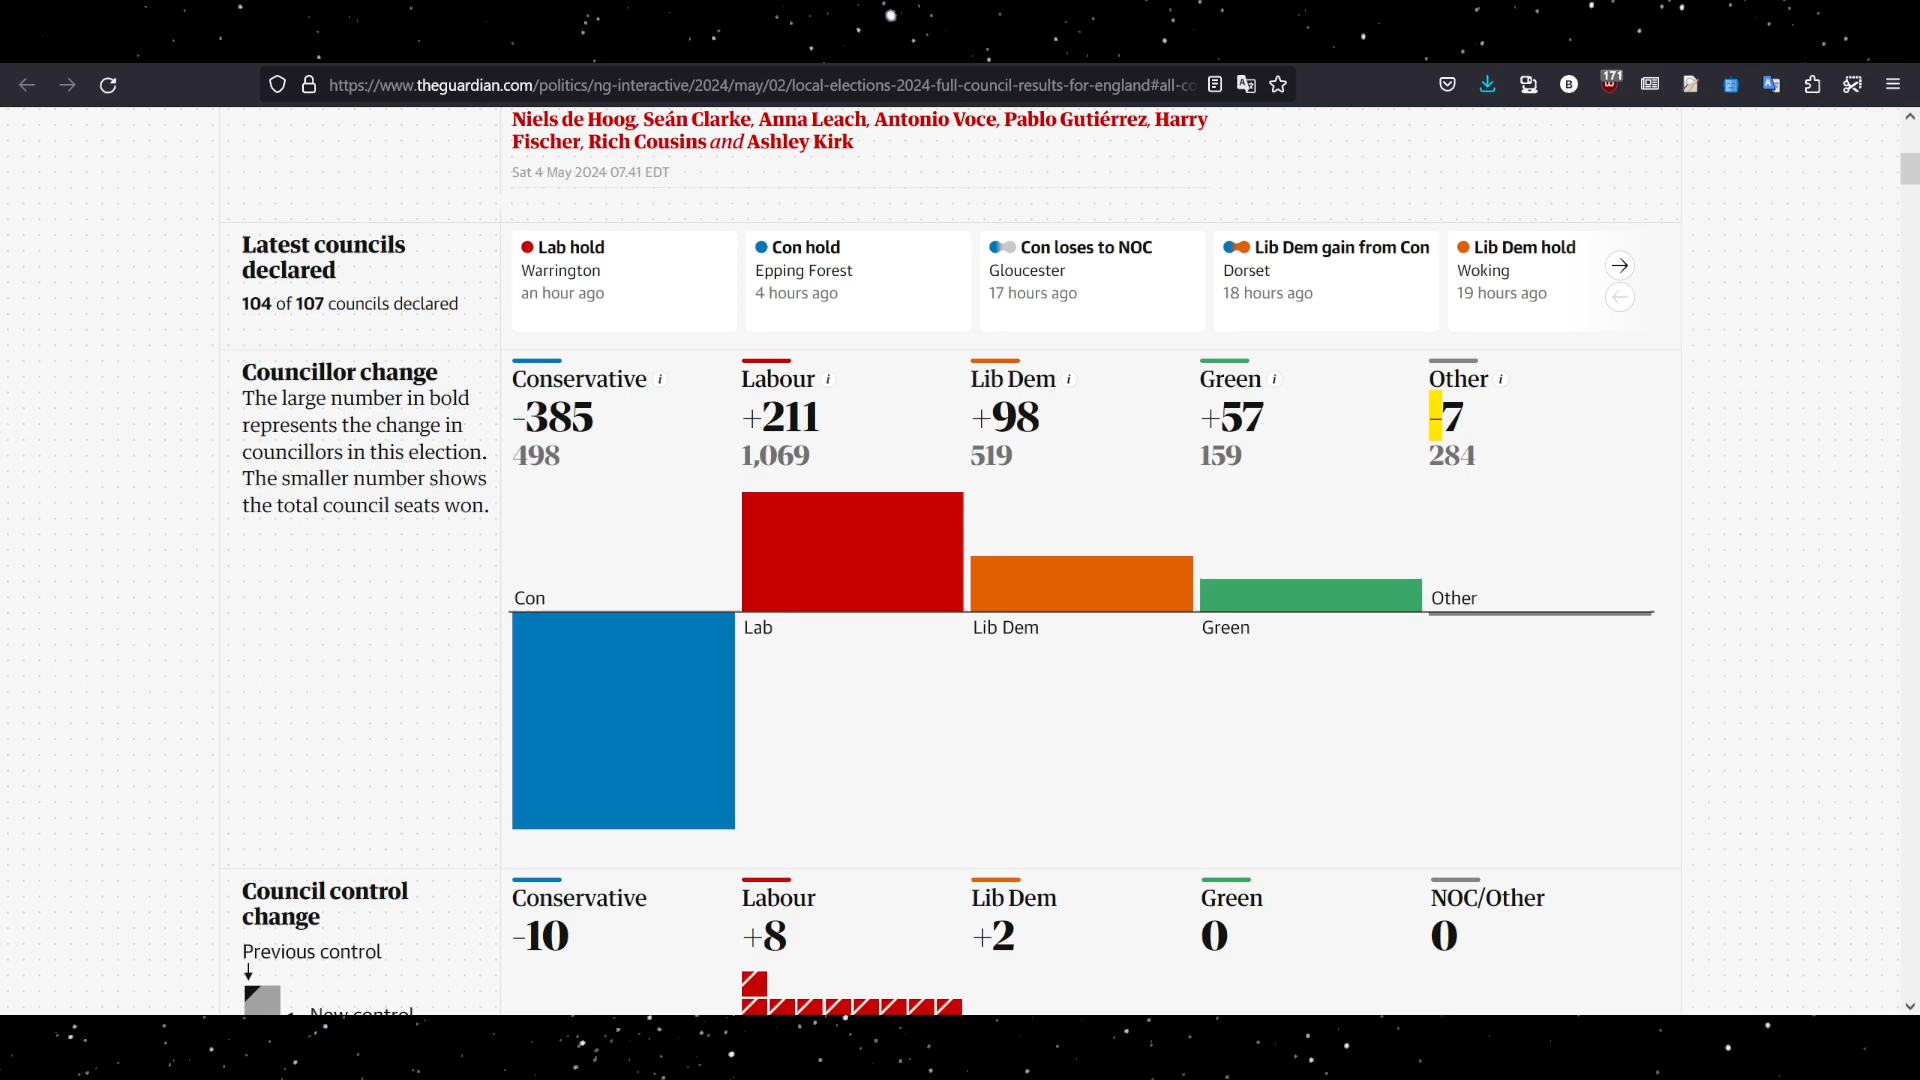 171
https://www.theguardian.com/politics/ng-interactive/2024/may/02/local-elections-2024-full-council-results-for-england#all-co
Niels de Hoog, Seán Clarke, Anna Leach, Antonio Voce, Pablo Gutiérrez, Harry
Fischer, Rich Cousins and Ashley Kirk
Sat 4 May 2024 07.41 EDT
Latest councils
declared
104 of 107 councils declared
Lab hold
Warrington
an hour ago
Con hold
Epping Forest
4 hours ago
Con loses to NOC
Gloucester
17 hours ago
Lib Dem gain from Con
Dorset
18 hours ago
Lib Dem hold
Woking
19 hours ago
Councillor change
The large number in bold
represents the change in
councillors in this election.
The smaller number shows
the total council seats won.
Conservative i
-385
498
Labour i
+211
1,069
Lib Dem i
+98
519
Green i
+57
159
Other i
-7
284
Con
Lab
Lib Dem
Green
Other
Council control
change
Previous control
New control
Conservative
-10
Labour
+8
Lib Dem
+2
Green
0
NOC/Other
0